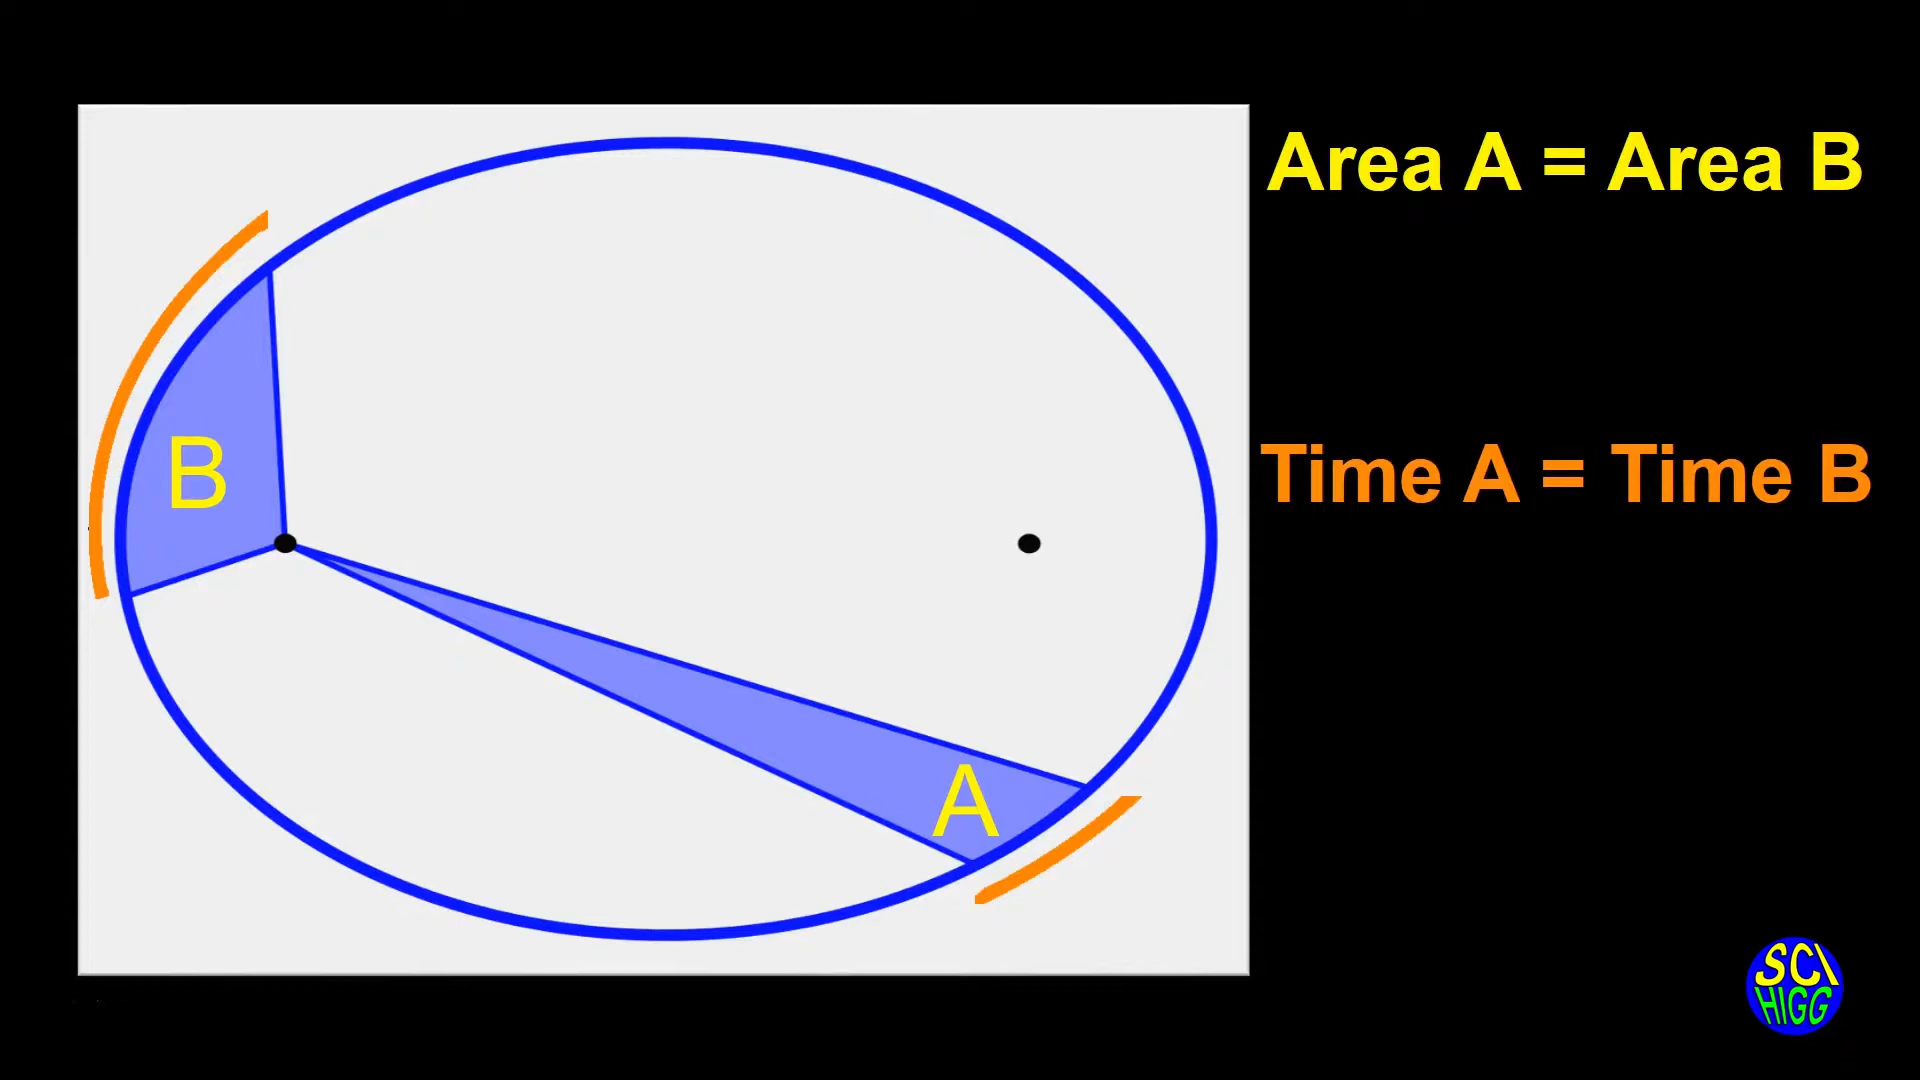 Area A = Area B
B
Time A = Time B
A
SCI
HIGG